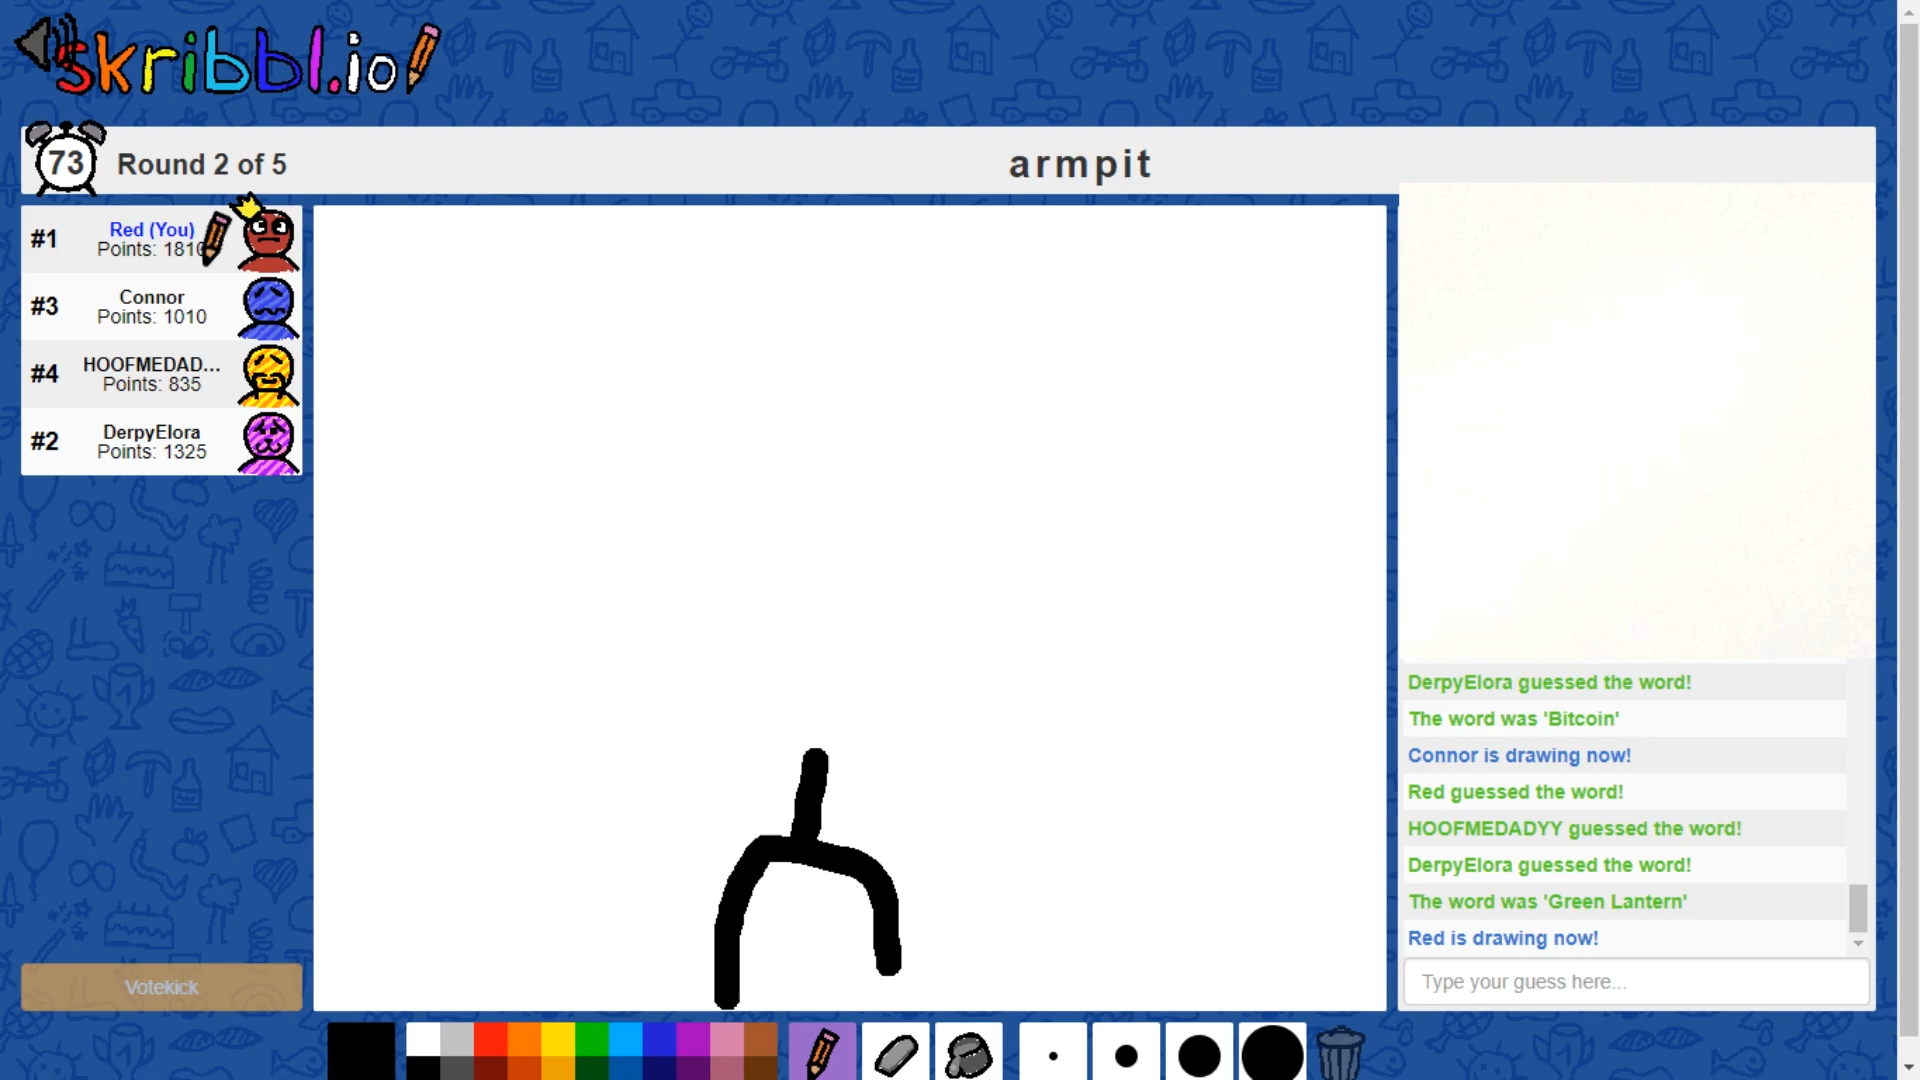 skribbl.io
73
Round 2 of 5
armpit
#1
Red (You)
Points: 1810
#3
Connor
Points: 1010
#4
HOOFMEDAD...
Points: 835
#2
DerpyElora
Points: 1325
Votekick
DerpyElora guessed the word!
The word was 'Bitcoin'
Connor is drawing now!
Red guessed the word!
HOOFMEDADYY guessed the word!
DerpyElora guessed the word!
The word was 'Green Lantern'
Red is drawing now!
Type your guess here...